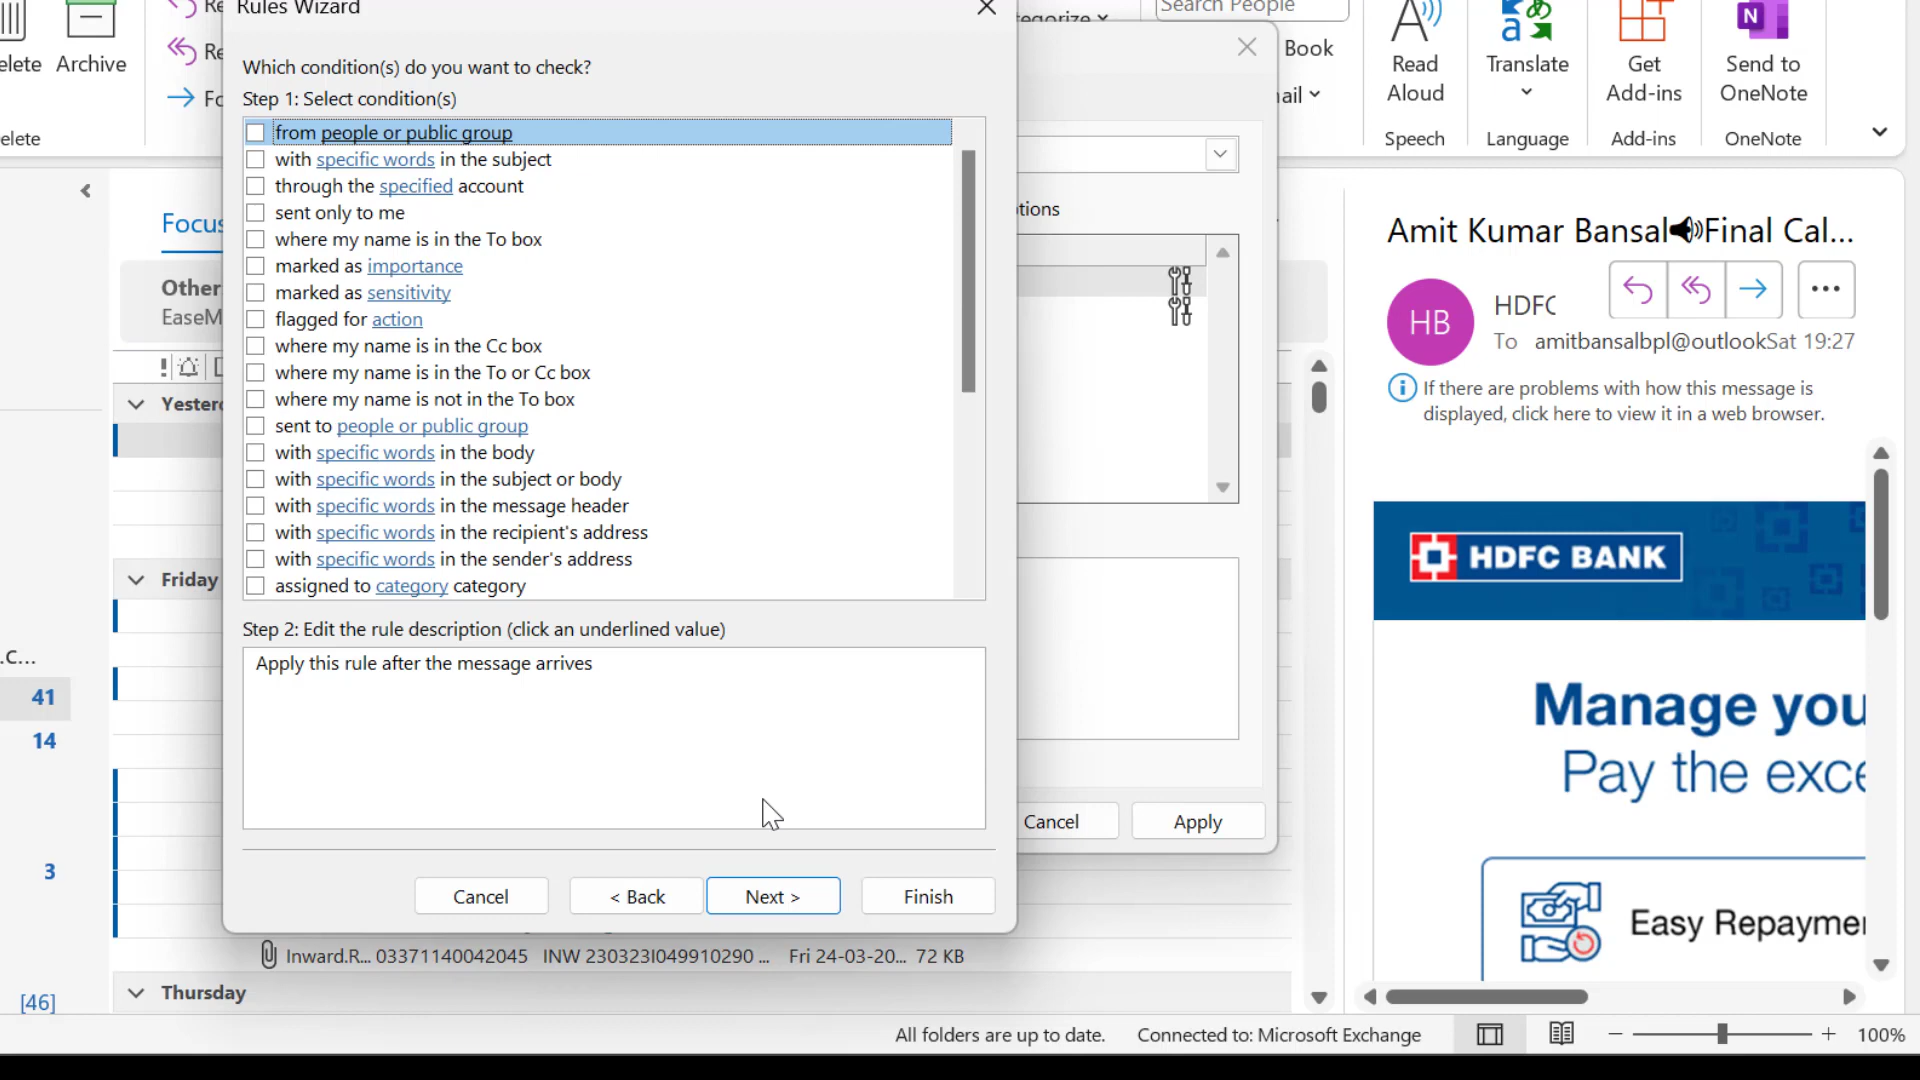 Rules Wizard
Search People
elete
Archive
Re
Re
Fo
elete
Book
ail
Read Aloud
Speech
Translate
Language
Get Add-ins
Add-ins
N
Send to OneNote
OneNote
Which condition(s) do you want to check?
Step 1: Select condition(s)
from people or public group
with specific words in the subject
through the specified account
sent only to me
where my name is in the To box
marked as importance
marked as sensitivity
flagged for action
where my name is in the Cc box
where my name is in the To or Cc box
where my name is not in the To box
sent to people or public group
with specific words in the body
with specific words in the subject or body
with specific words in the message header
with specific words in the recipient's address
with specific words in the sender's address
assigned to category category
Step 2: Edit the rule description (click an underlined value)
Apply this rule after the message arrives
Cancel
< Back
Next >
Finish
Cancel
Apply
Focus
Other
EaseM
Yester
Friday
.c...
41
14
3
[46]
Inward.R... 03371140042045 INW 230323I049910290 ... Fri 24-03-20... 72 KB
Thursday
Amit Kumar Bansal🔊Final Cal...
HB
HDFC
To amitbansalbpl@outlook Sat 19:27
If there are problems with how this message is
displayed, click here to view it in a web browser.
HDFC BANK
Manage you
Pay the exce
Easy Repaymer
All folders are up to date. Connected to: Microsoft Exchange 100%